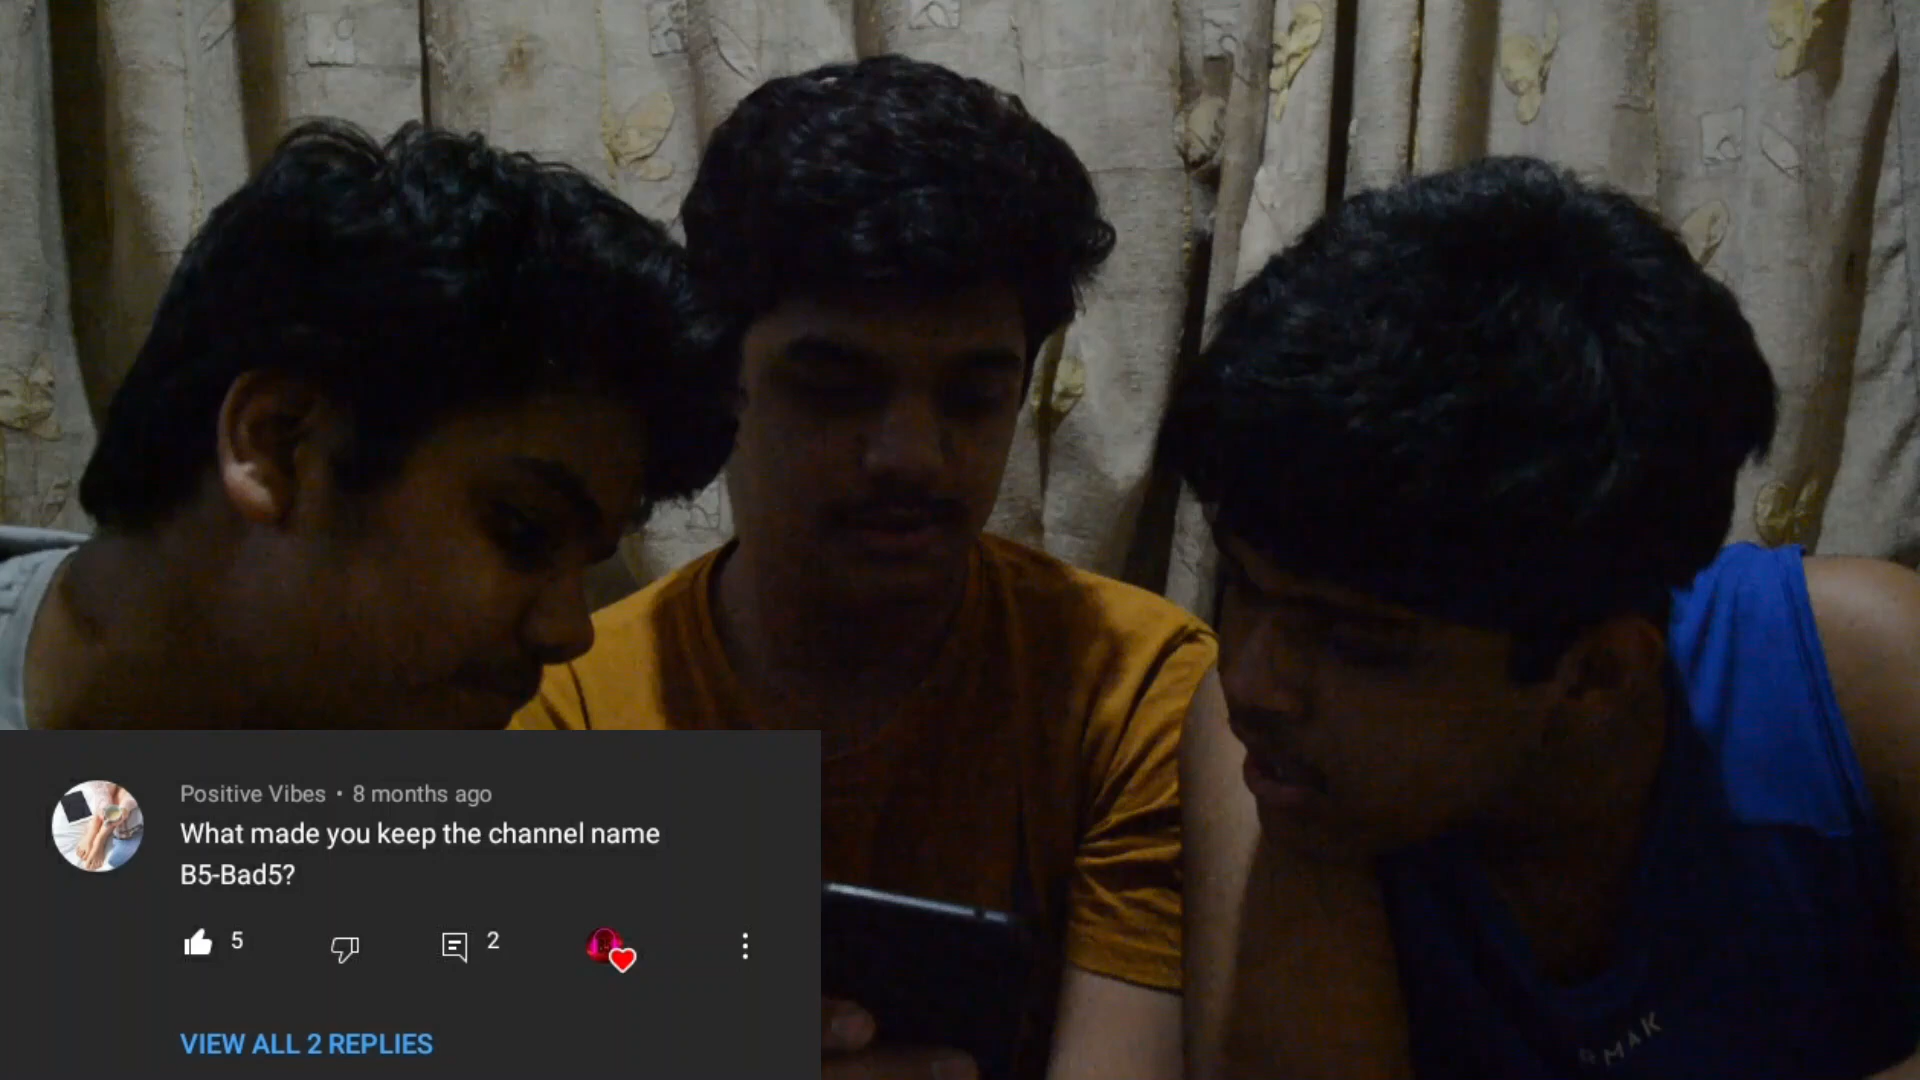 Positive Vibes • 8 months ago
What made you keep the channel name
B5-Bad5?
5
2
VIEW ALL 2 REPLIES